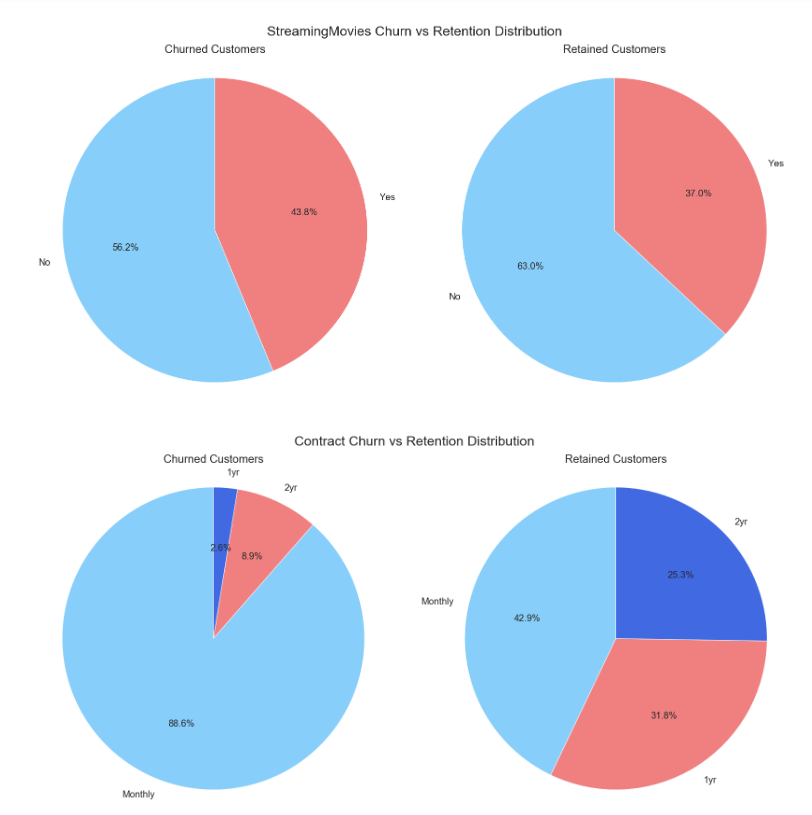 StreamingMovies Churn vs Retention Distribution
Churned Customers
Retained Customers
Yes
43.8%
56.2%
No
Yes
37.0%
63.0%
No
Contract Churn vs Retention Distribution
Churned Customers
Retained Customers
1yr
2yr
2.6%
8.9%
88.6%
Monthly
2yr
25.3%
Monthly
42.9%
31.8%
1yr